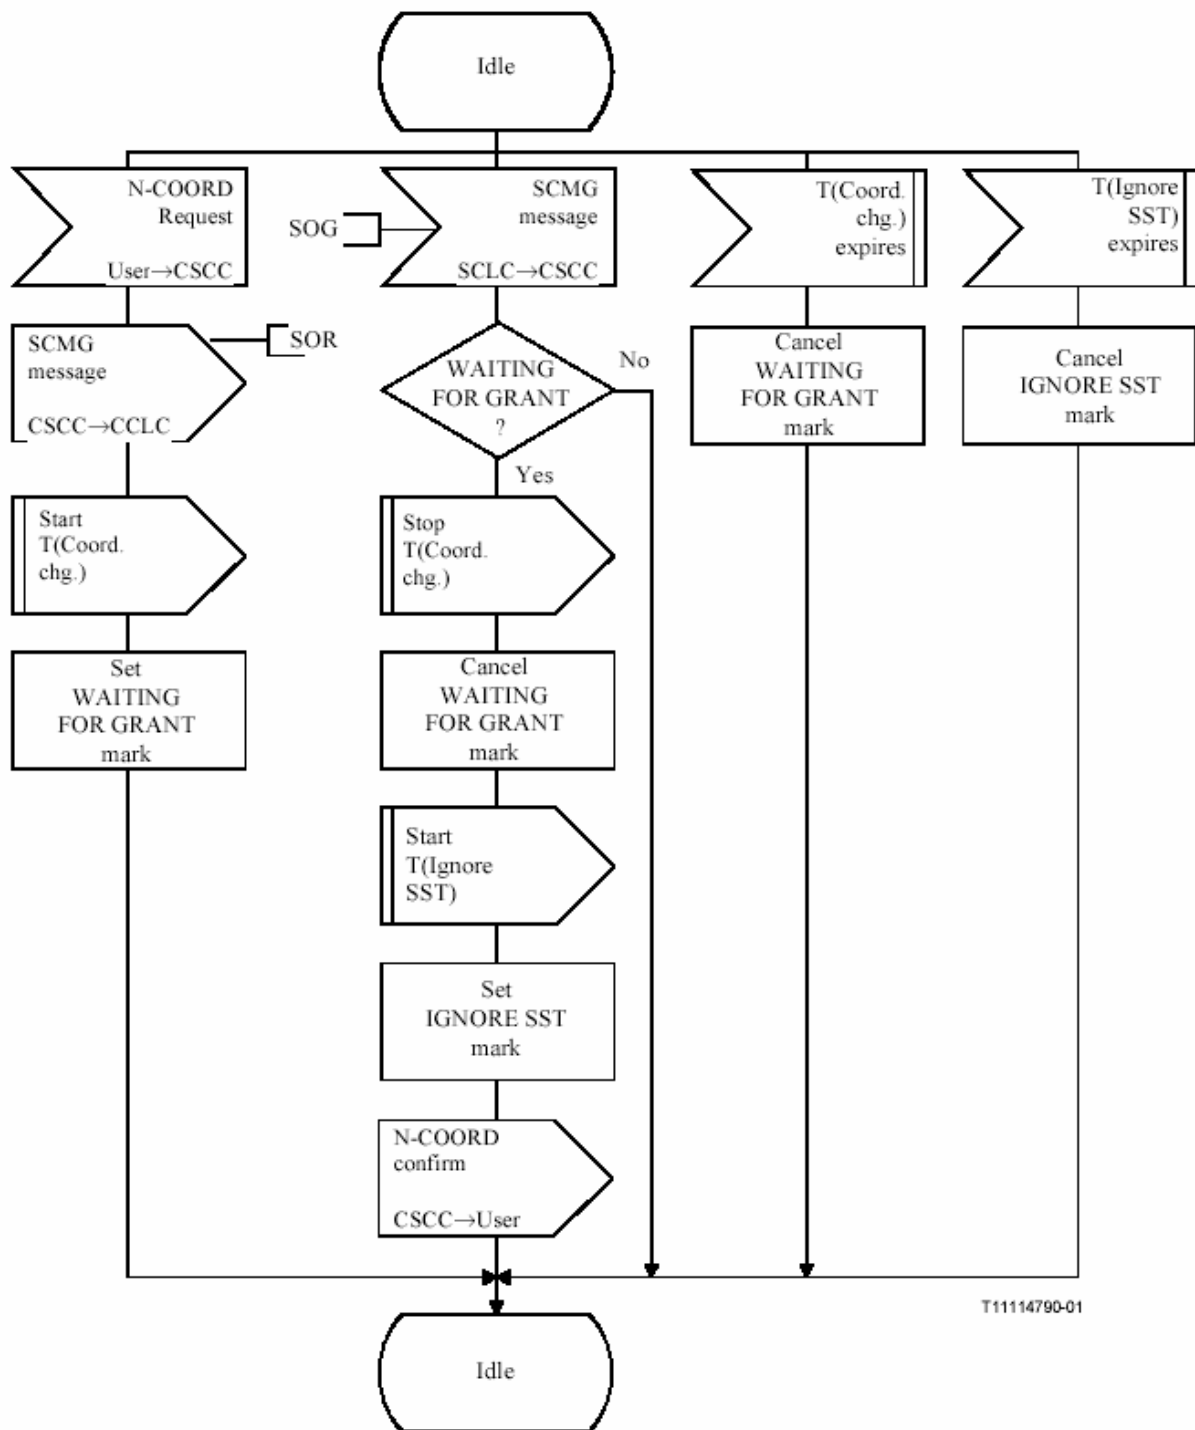 Idle
N-COORD
Request
User→CSCC
SOG
SCMG
message
SCLC→CSCC
T(Coord.
chg.)
expires
T(Ignore
SST)
expires
SCMG
message
CSCC→CCLC
SOR
WAITING
FOR GRANT
?
No
Yes
Cancel
WAITING
FOR GRANT
mark
Cancel
IGNORE SST
mark
Start
T(Coord.
chg.)
Stop
T(Coord.
chg.)
Set
WAITING
FOR GRANT
mark
Cancel
WAITING
FOR GRANT
mark
Start
T(Ignore
SST)
Set
IGNORE SST
mark
N-COORD
confirm
CSCC→User
T11114790-01
Idle